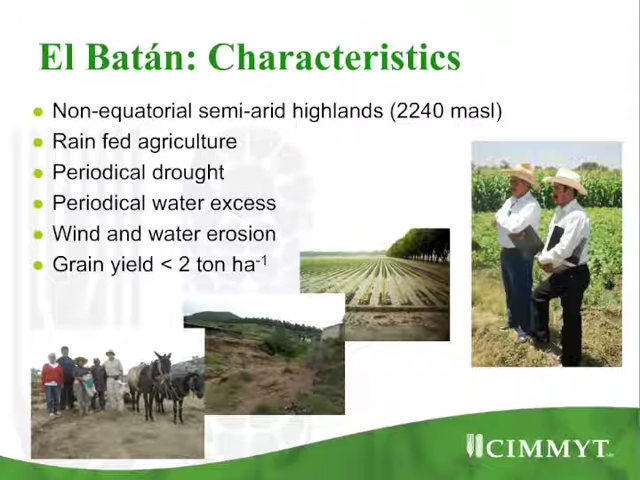 El Batán: Characteristics
Non-equatorial semi-arid highlands (2240 masl)
Rain fed agriculture
Periodical drought
Periodical water excess
Wind and water erosion
Grain yield < 2 ton ha⁻¹
CIMMYT